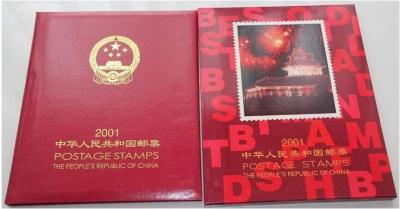 2001
中华人民共和国邮票
POSTAGE STAMPS
THE PEOPLE'S REPUBLIC OF CHINA
2001
中华人民共和国邮票
POSTAGE STAMPS
THE PEOPLE'S REPUBLIC OF CHINA